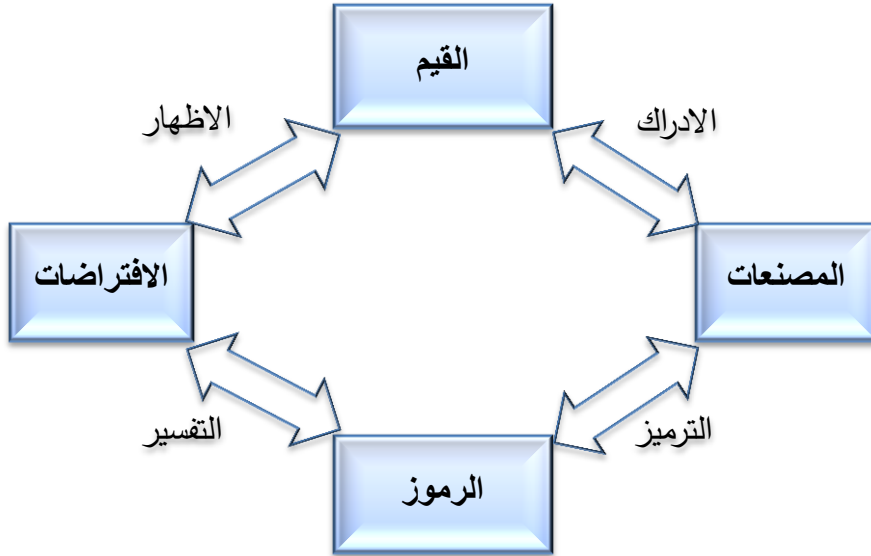 القيم
الادراك
الاظهار
المصنعات
الافتراضات
الترميز
التفسير
الرموز